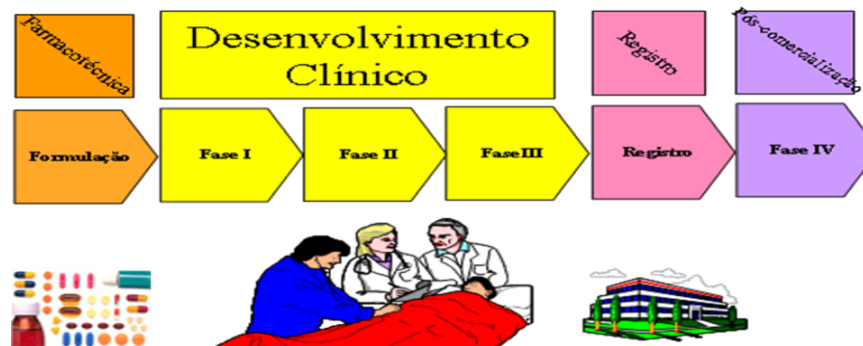 Farmacotécnica
Desenvolvimento
Clínico
Registro
Pós-comercialização
Formulação
Fase I
Fase II
FaseIII
Registro
Fase IV